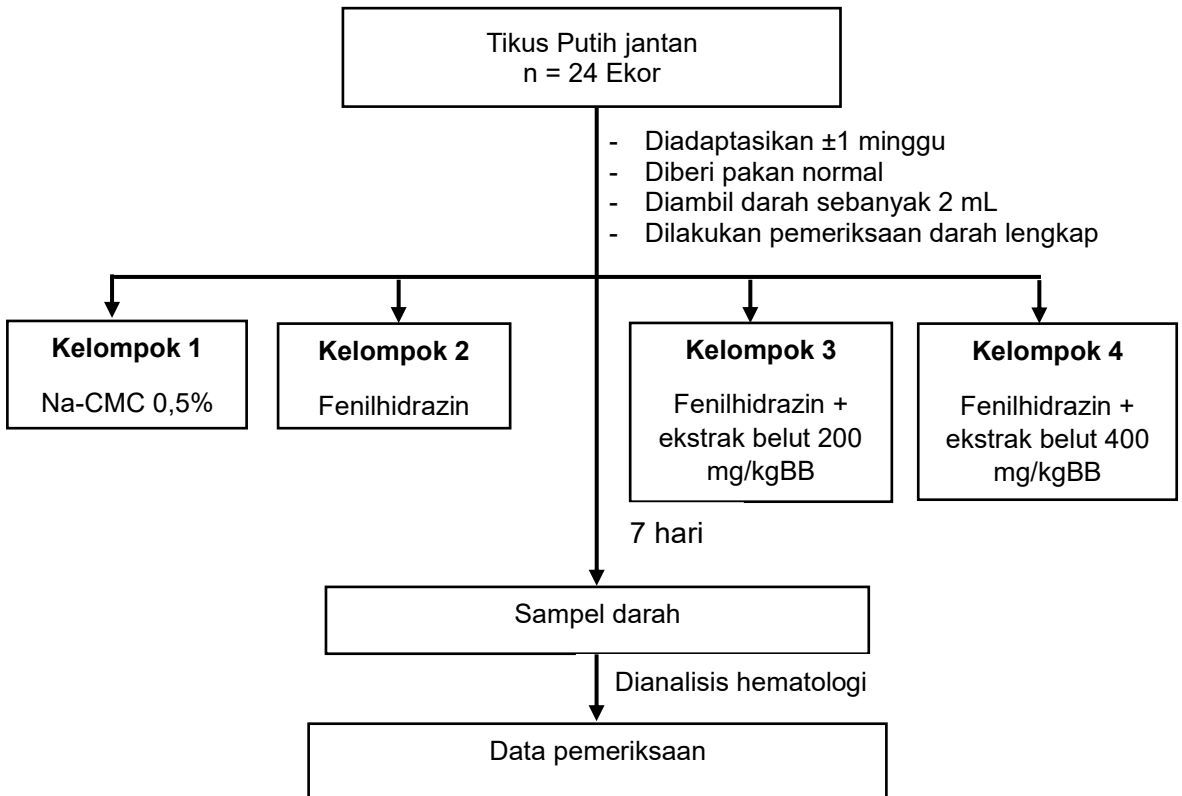 Tikus Putih jantan
n = 24 Ekor
- Diadaptasikan ±1 minggu
- Diberi pakan normal
- Diambil darah sebanyak 2 mL
- Dilakukan pemeriksaan darah lengkap
Kelompok 1
Na-CMC 0,5%
Kelompok 2
Fenilhidrazin
Kelompok 3
Fenilhidrazin +
ekstrak belut 200
mg/kgBB
Kelompok 4
Fenilhidrazin +
ekstrak belut 400
mg/kgBB
7 hari
Sampel darah
Dianalisis hematologi
Data pemeriksaan